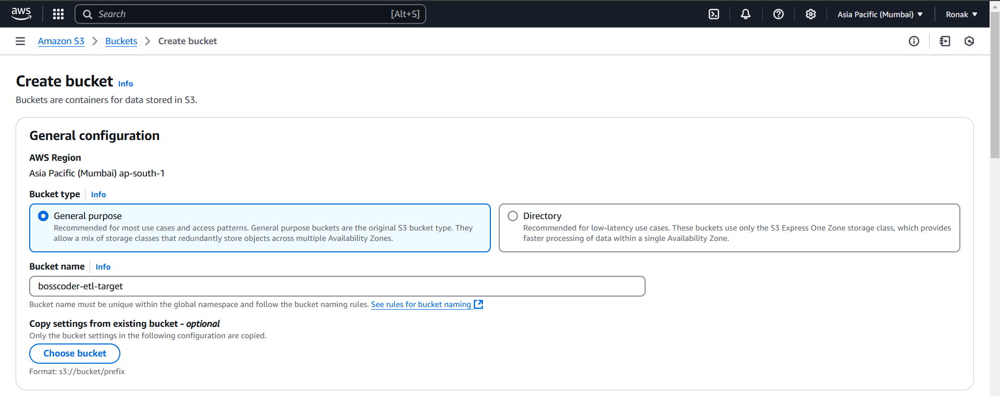 aws
Search [Alt+S]
Asia Pacific (Mumbai) Ronak
Amazon S3 Buckets Create bucket
Create bucket Info
Buckets are containers for data stored in S3.
General configuration
AWS Region
Asia Pacific (Mumbai) ap-south-1
Bucket type Info
General purpose
Recommended for most use cases and access patterns. General purpose buckets are the original S3 bucket type. They
allow a mix of storage classes that redundantly store objects across multiple Availability Zones.
Directory
Recommended for low-latency use cases. These buckets use only the S3 Express One Zone storage class, which provides
faster processing of data within a single Availability Zone.
Bucket name Info
bosscoder-etl-target
Bucket name must be unique within the global namespace and follow the bucket naming rules. See rules for bucket naming
Copy settings from existing bucket - optional
Only the bucket settings in the following configuration are copied.
Choose bucket
Format: s3://bucket/prefix